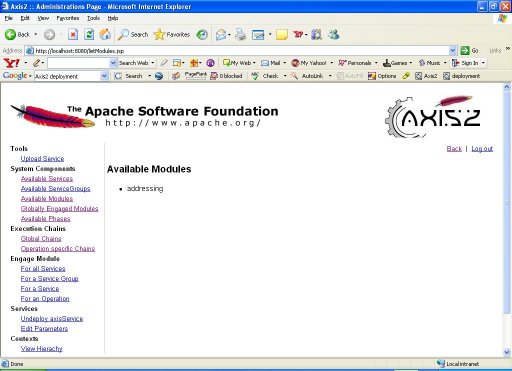 Axis2 :: Administrations Page - Microsoft Internet Explorer
File Edit View Favorites Tools Help
Back Search Favorites
Address http://localhost:8080/listModules.jsp Go Links
Search Web Mail My Yahoo! Personals Games Music Sign In
Google Axis2 deployment Search PageRank 0 blocked Check AutoLink AutoFill Options Axis2 deployment
The Apache Software Foundation
http://www.apache.org/
AXIS2
Back | Log out
Tools
Upload Service
System Components
Available Services
Available ServiceGroups
Available Modules
Globally Engaged Modules
Available Phases
Execution Chains
Global Chains
Operation specific Chains
Engage Module
For all Services
For a Service Group
For a Service
For an Operation
Services
Undeploy axisService
Edit Parameters
Contexts
View Hierachy
Available Modules
addressing
Done Local intranet